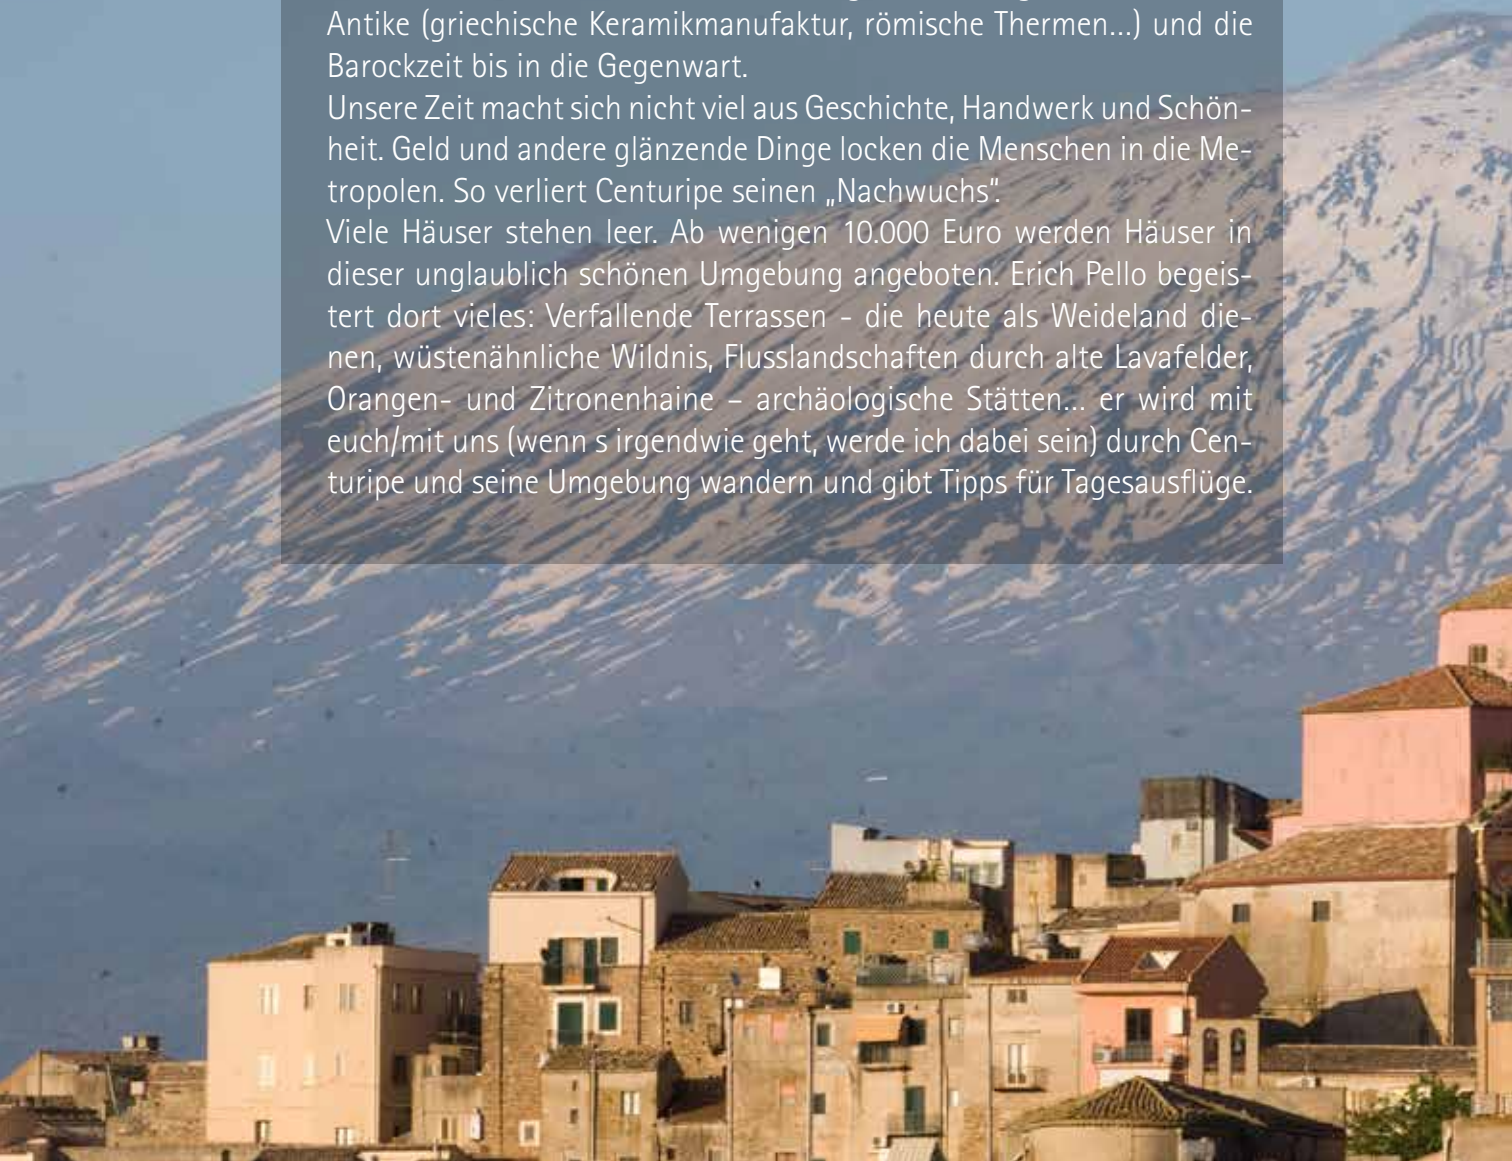 Antike (griechische Keramikmanufaktur, römische Thermen...) und die
Barockzeit bis in die Gegenwart.
Unsere Zeit macht sich nicht viel aus Geschichte, Handwerk und Schön-
heit. Geld und andere glänzende Dinge locken die Menschen in die Me-
tropolen. So verliert Centuripe seinen „Nachwuchs“.
Viele Häuser stehen leer. Ab wenigen 10.000 Euro werden Häuser in
dieser unglaublich schönen Umgebung angeboten. Erich Pello begeis-
tert dort vieles: Verfallende Terrassen - die heute als Weideland die-
nen, wüstenähnliche Wildnis, Flusslandschaften durch alte Lavafelder,
Orangen- und Zitronenhaine – archäologische Stätten... er wird mit
euch/mit uns (wenn s irgendwie geht, werde ich dabei sein) durch Cen-
turipe und seine Umgebung wandern und gibt Tipps für Tagesausflüge.